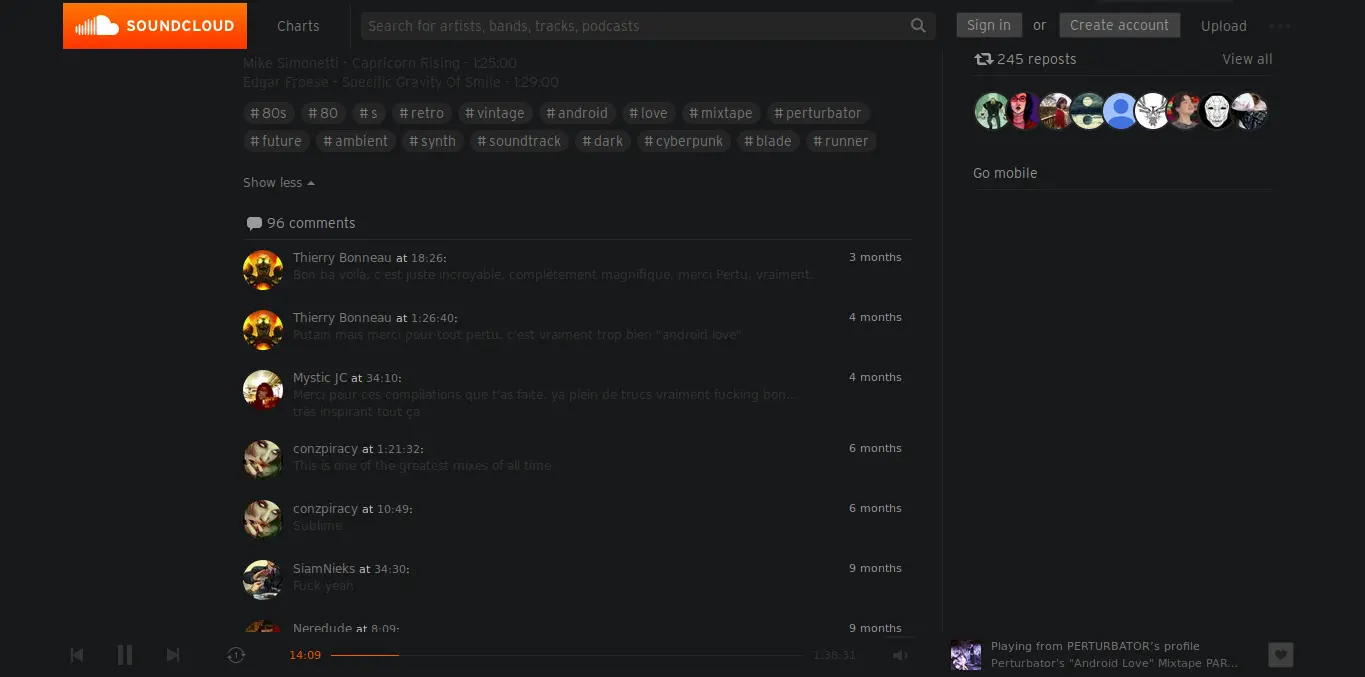 SOUNDCLOUD
Charts
Search for artists, bands, tracks, podcasts
Sign in or Create account Upload
Mike Simonetti - Capricorn Rising - 1:25:00
Edgar Froese - Specific Gravity Of Smile - 1:29:00
# 80s # 80 # s # retro # vintage # android # love # mixtape # perturbator
# future # ambient # synth # soundtrack # dark # cyberpunk # blade # runner
Show less
96 comments
Thierry Bonneau at 18:26: 3 months
Bon ba voilà, c'est juste incroyable, complètement magnifique, merci Pertu, vraiment.
Thierry Bonneau at 1:26:40: 4 months
Putain mais merci pour tout pertu, c'est vraiment trop bien "android love"
Mystic JC at 34:10: 4 months
Merci pour ces compilations que t'as faite, ya plein de trucs vraiment fucking bon...
très inspirant tout ça
conzpiracy at 1:21:32: 6 months
This is one of the greatest mixes of all time
conzpiracy at 10:49: 6 months
Sublime
SiamNieks at 34:30: 9 months
Fuck yeah
Neredude at 8:09: 9 months
245 reposts View all
Go mobile
1
14:09 1:38:31
Playing from PERTURBATOR's profile
Perturbator's "Android Love" Mixtape PAR...